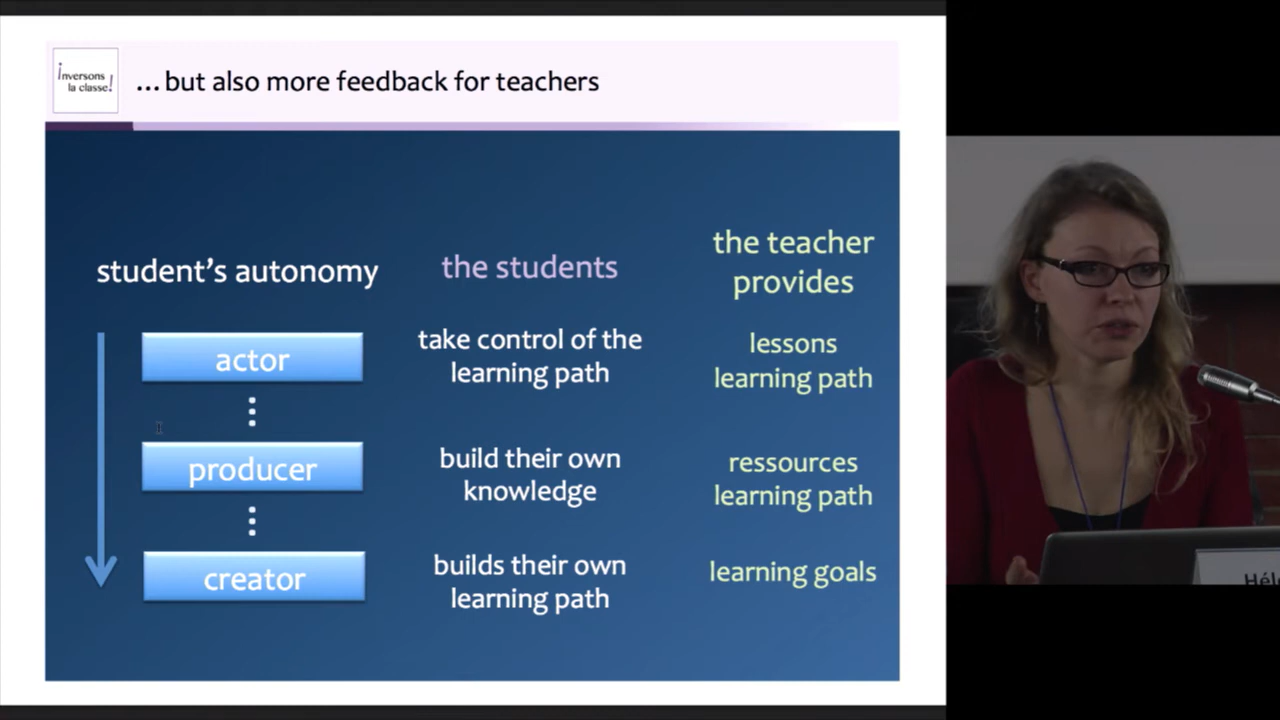 inversons
la classe!
...but also more feedback for teachers
student's autonomy
the students
the teacher
provides
actor
take control of the
learning path
lessons
learning path
producer
build their own
knowledge
ressources
learning path
creator
builds their own
learning path
learning goals